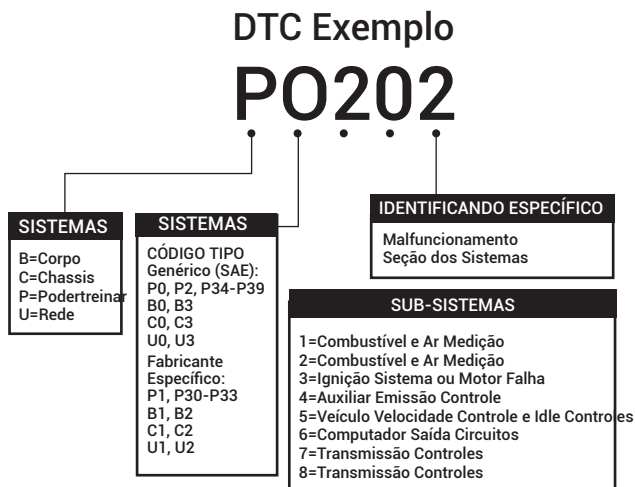 DTC Exemplo
PO202
SISTEMAS
B=Corpo
C=Chassis
P=Podertreinar
U=Rede
SISTEMAS
CÓDIGO TIPO
Genérico (SAE):
P0, P2, P34-P39
B0, B3
C0, C3
U0, U3
Fabricante
Específico:
P1, P30-P33
B1, B2
C1, C2
U1, U2
IDENTIFICANDO ESPECÍFICO
Malfuncionamento
Seção dos Sistemas
SUB-SISTEMAS
1=Combustível e Ar Medição
2=Combustível e Ar Medição
3=Ignição Sistema ou Motor Falha
4=Auxiliar Emissão Controle
5=Veículo Velocidade Controle e Idle Controles
6=Computador Saída Circuitos
7=Transmissão Controles
8=Transmissão Controles